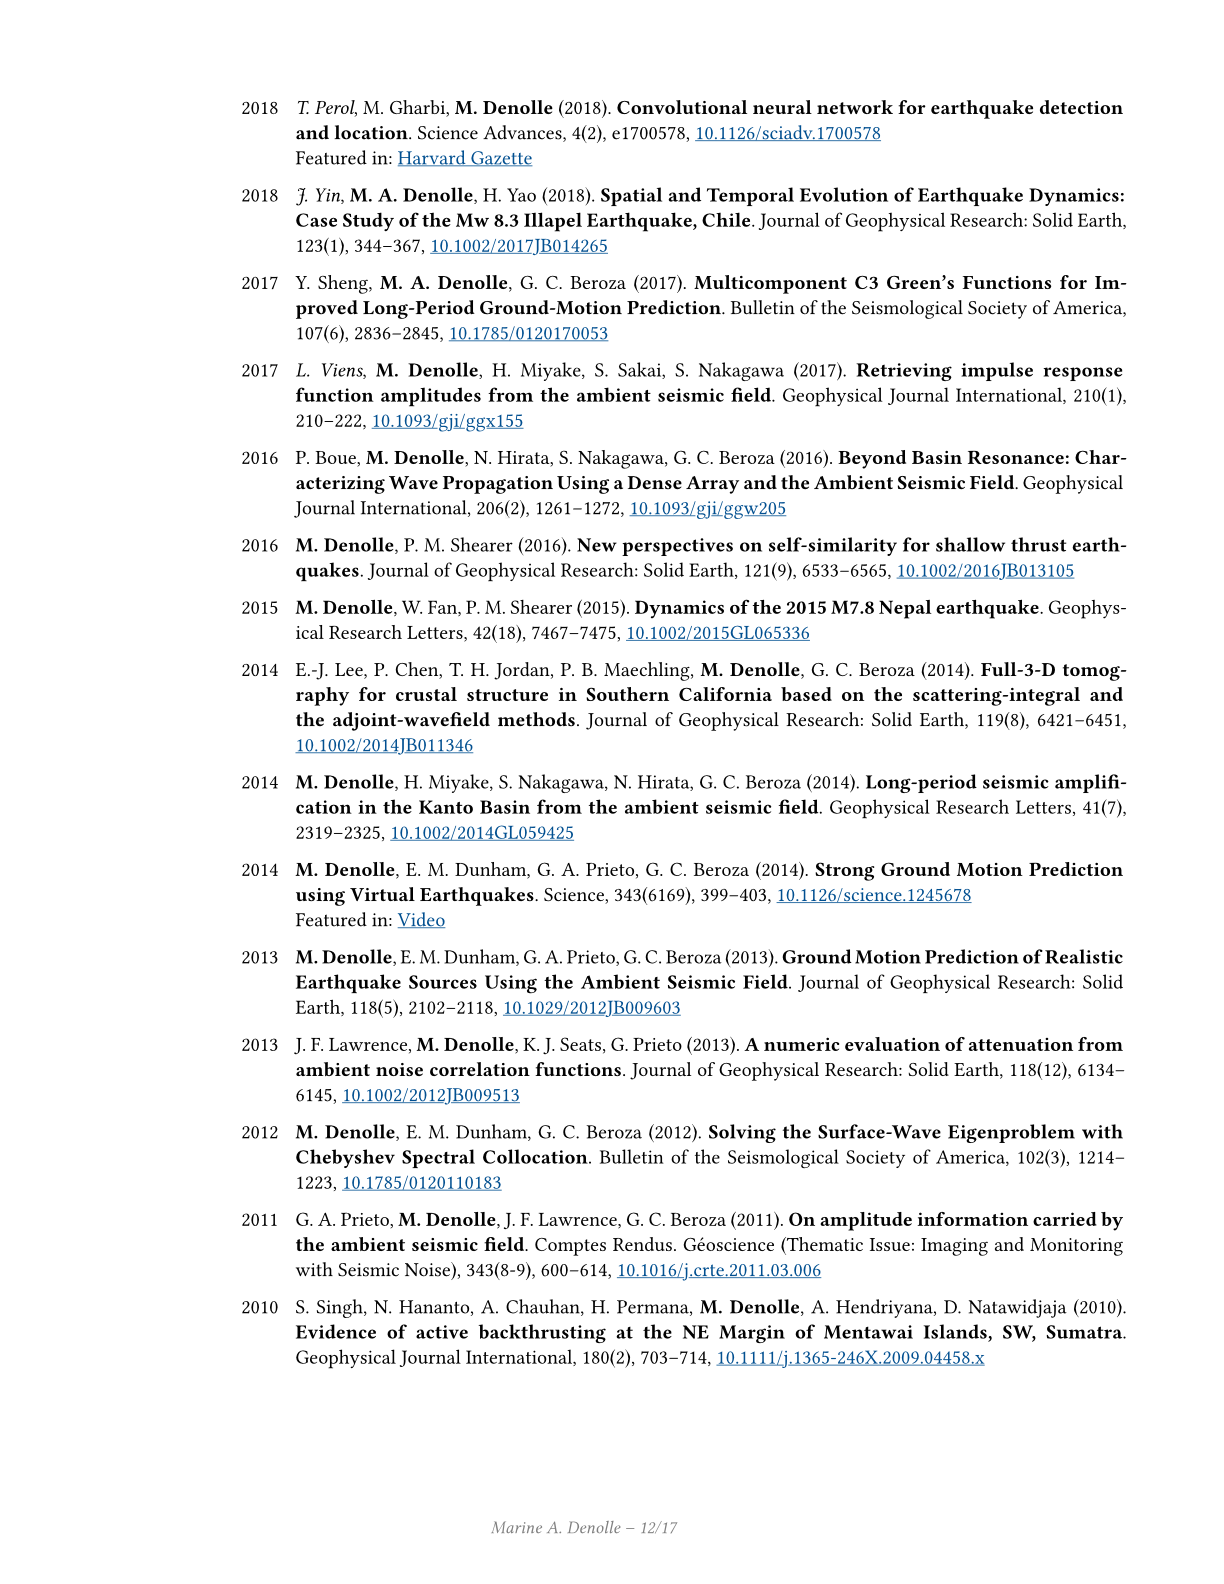 2018 T. Perol, M. Gharbi, M. Denolle (2018). Convolutional neural network for earthquake detection
and location. Science Advances, 4(2), e1700578, 10.1126/sciadv.1700578
Featured in: Harvard Gazette
2018 J. Yin, M. A. Denolle, H. Yao (2018). Spatial and Temporal Evolution of Earthquake Dynamics:
Case Study of the Mw 8.3 Illapel Earthquake, Chile. Journal of Geophysical Research: Solid Earth,
123(1), 344–367, 10.1002/2017JB014265
2017 Y. Sheng, M. A. Denolle, G. C. Beroza (2017). Multicomponent C3 Green's Functions for Im-
proved Long-Period Ground-Motion Prediction. Bulletin of the Seismological Society of America,
107(6), 2836–2845, 10.1785/0120170053
2017 L. Viens, M. Denolle, H. Miyake, S. Sakai, S. Nakagawa (2017). Retrieving impulse response
function amplitudes from the ambient seismic field. Geophysical Journal International, 210(1),
210–222, 10.1093/gji/ggx155
2016 P. Boue, M. Denolle, N. Hirata, S. Nakagawa, G. C. Beroza (2016). Beyond Basin Resonance: Char-
acterizing Wave Propagation Using a Dense Array and the Ambient Seismic Field. Geophysical
Journal International, 206(2), 1261–1272, 10.1093/gji/ggw205
2016 M. Denolle, P. M. Shearer (2016). New perspectives on self-similarity for shallow thrust earth-
quakes. Journal of Geophysical Research: Solid Earth, 121(9), 6533–6565, 10.1002/2016JB013105
2015 M. Denolle, W. Fan, P. M. Shearer (2015). Dynamics of the 2015 M7.8 Nepal earthquake. Geophys-
ical Research Letters, 42(18), 7467–7475, 10.1002/2015GL065336
2014 E.-J. Lee, P. Chen, T. H. Jordan, P. B. Maechling, M. Denolle, G. C. Beroza (2014). Full-3-D tomog-
raphy for crustal structure in Southern California based on the scattering-integral and
the adjoint-wavefield methods. Journal of Geophysical Research: Solid Earth, 119(8), 6421–6451,
10.1002/2014JB011346
2014 M. Denolle, H. Miyake, S. Nakagawa, N. Hirata, G. C. Beroza (2014). Long-period seismic amplifi-
cation in the Kanto Basin from the ambient seismic field. Geophysical Research Letters, 41(7),
2319–2325, 10.1002/2014GL059425
2014 M. Denolle, E. M. Dunham, G. A. Prieto, G. C. Beroza (2014). Strong Ground Motion Prediction
using Virtual Earthquakes. Science, 343(6169), 399–403, 10.1126/science.1245678
Featured in: Video
2013 M. Denolle, E. M. Dunham, G. A. Prieto, G. C. Beroza (2013). Ground Motion Prediction of Realistic
Earthquake Sources Using the Ambient Seismic Field. Journal of Geophysical Research: Solid
Earth, 118(5), 2102–2118, 10.1029/2012JB009603
2013 J. F. Lawrence, M. Denolle, K. J. Seats, G. Prieto (2013). A numeric evaluation of attenuation from
ambient noise correlation functions. Journal of Geophysical Research: Solid Earth, 118(12), 6134–
6145, 10.1002/2012JB009513
2012 M. Denolle, E. M. Dunham, G. C. Beroza (2012). Solving the Surface-Wave Eigenproblem with
Chebyshev Spectral Collocation. Bulletin of the Seismological Society of America, 102(3), 1214–
1223, 10.1785/0120110183
2011 G. A. Prieto, M. Denolle, J. F. Lawrence, G. C. Beroza (2011). On amplitude information carried by
the ambient seismic field. Comptes Rendus. Géoscience (Thematic Issue: Imaging and Monitoring
with Seismic Noise), 343(8-9), 600–614, 10.1016/j.crte.2011.03.006
2010 S. Singh, N. Hananto, A. Chauhan, H. Permana, M. Denolle, A. Hendriyana, D. Natawidjaja (2010).
Evidence of active backthrusting at the NE Margin of Mentawai Islands, SW, Sumatra.
Geophysical Journal International, 180(2), 703–714, 10.1111/j.1365-246X.2009.04458.x
Marine A. Denolle – 12/17